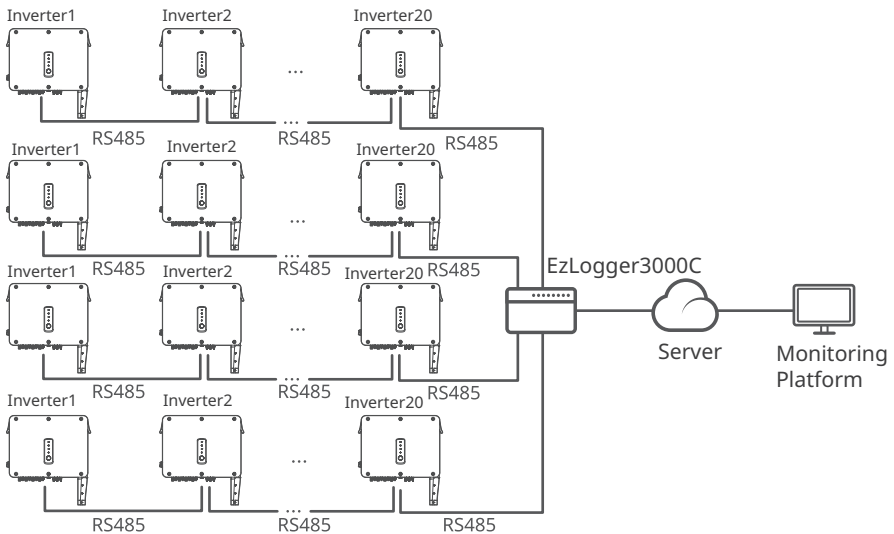 Inverter1 Inverter2 Inverter20
...
RS485 ... RS485 RS485
Inverter1 Inverter2 Inverter20
...
RS485 ... RS485 RS485
Inverter1 Inverter2 Inverter20
...
RS485 ... RS485 RS485
Inverter1 Inverter2 Inverter20
...
RS485 ... RS485 RS485
EzLogger3000C
Server
Monitoring
Platform